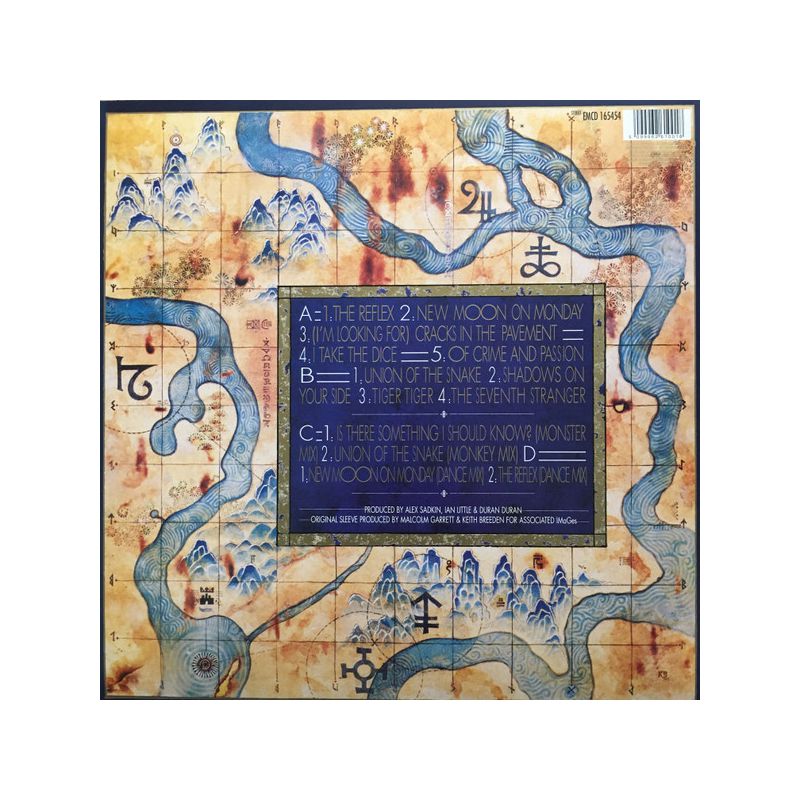 EMCD 165454
A=1. THE REFLEX 2. NEW MOON ON MONDAY
3. (I'M LOOKING FOR) CRACKS IN THE PAVEMENT
4. I TAKE THE DICE 5. OF CRIME AND PASSION
B 1. UNION OF THE SNAKE 2. SHADOWS ON
YOUR SIDE 3. TIGER TIGER 4. THE SEVENTH STRANGER
C=1. IS THERE SOMETHING I SHOULD KNOW? (MONSTER
MIX) 2. UNION OF THE SNAKE (MONKEY MIX) D
1. NEW MOON ON MONDAY (DANCE MIX) 2. THE REFLEX (DANCE MIX)
PRODUCED BY ALEX SADKIN, IAN LITTLE & DURAN DURAN
ORIGINAL SLEEVE PRODUCED BY MALCOLM GARRETT & KEITH BREEDEN FOR ASSOCIATED IMaGes